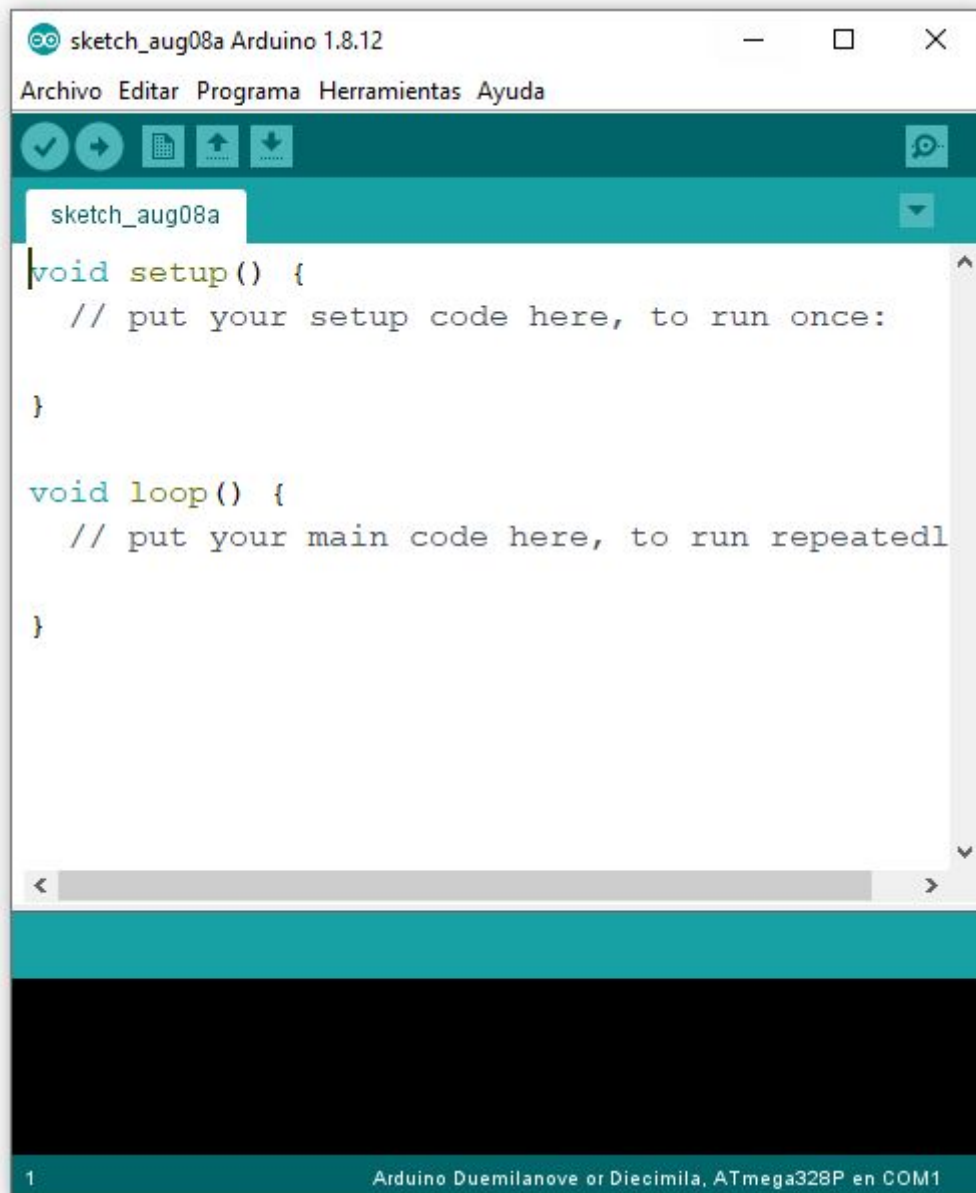 sketch_aug08a Arduino 1.8.12
Archivo Editar Programa Herramientas Ayuda
sketch_aug08a
void setup() {
  // put your setup code here, to run once:
}
void loop() {
  // put your main code here, to run repeatedl
}
1 Arduino Duemilanove or Diecimila, ATmega328P en COM1